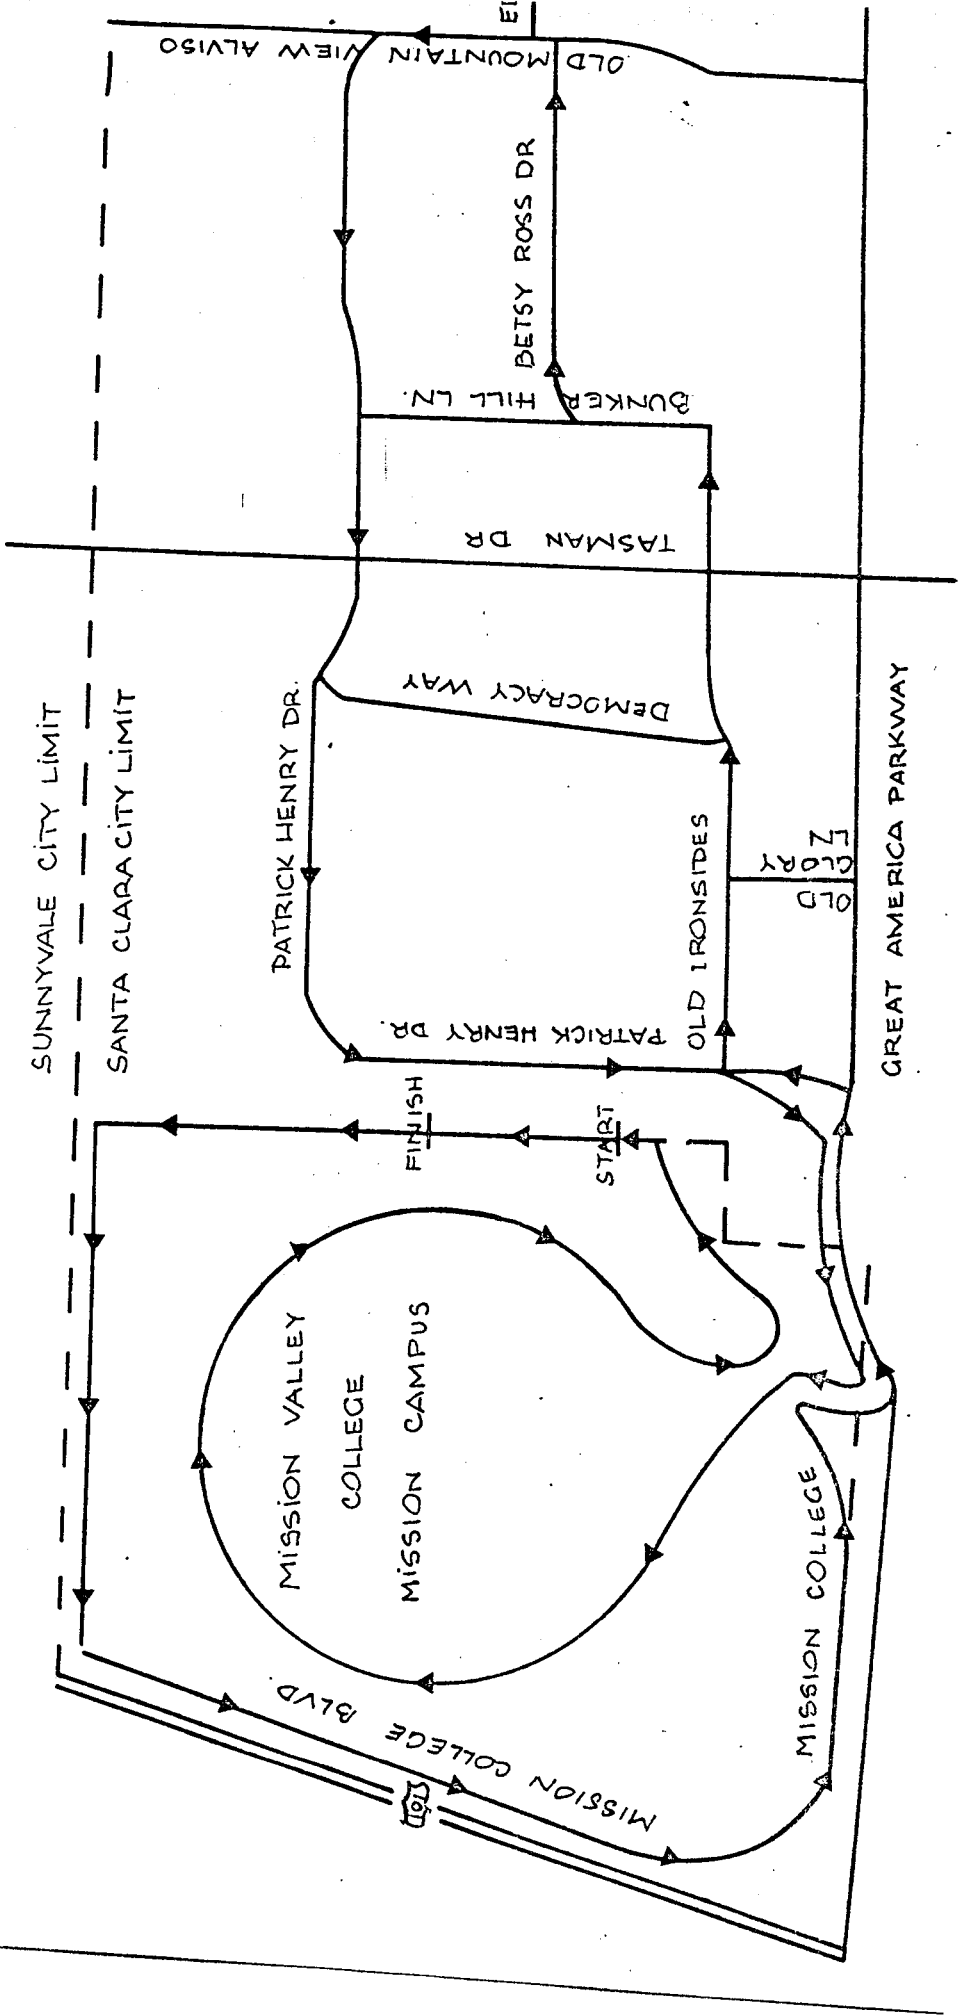 SUNNYVALE CITY LIMIT
SANTA CLARA CITY LIMIT
OLD MOUNTAIN VIEW ALVISO
BETSY ROSS DR
BUNKER HILL LN.
TASMAN DR
DEMOCRACY WAY
PATRICK HENRY DR.
PATRICK HENRY DR.
OLD IRONSIDES
OLD
GLORY
LN
GREAT AMERICA PARKWAY
FINISH
START
MISSION VALLEY
COLLEGE
MISSION CAMPUS
MISSION COLLEGE
MISSION COLLEGE BLVD
101